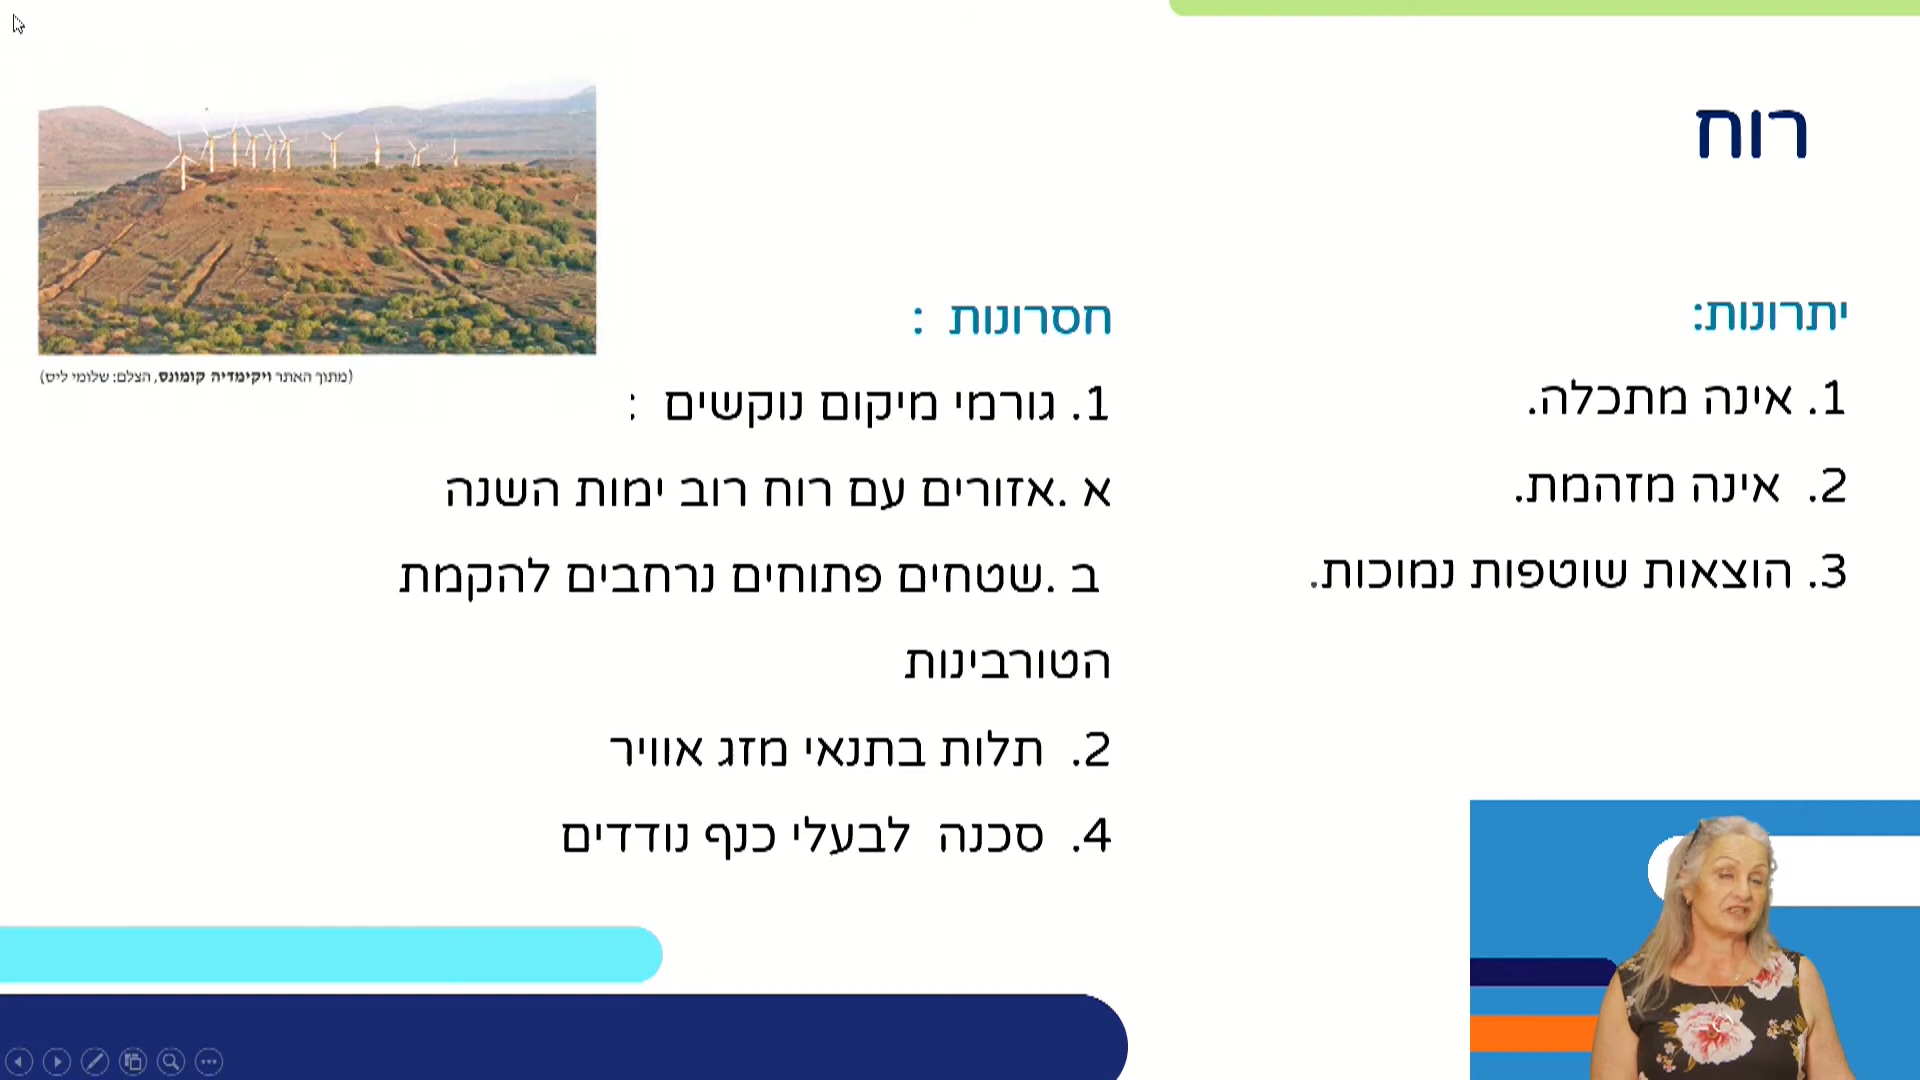 רוח
יתרונות:
1. אינה מתכלה.
2. אינה מזהמת.
3. הוצאות שוטפות נמוכות.
חסרונות :
1. גורמי מיקום נוקשים :
א .אזורים עם רוח רוב ימות השנה
ב .שטחים פתוחים נרחבים להקמת
הטורבינות
2. תלות בתנאי מזג אוויר
4. סכנה לבעלי כנף נודדים
(מתוך האתר ויקימדיה קומונס, הצלם: שלומי ליס)